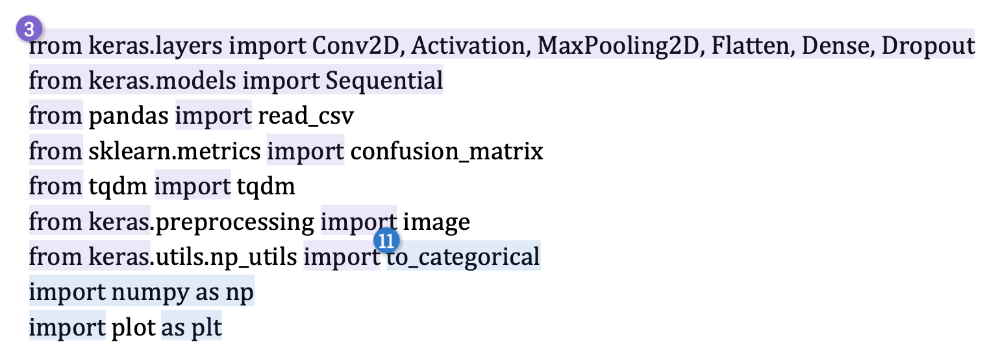 3
from keras.layers import Conv2D, Activation, MaxPooling2D, Flatten, Dense, Dropout
from keras.models import Sequential
from pandas import read_csv
from sklearn.metrics import confusion_matrix
from tqdm import tqdm
from keras.preprocessing import image
11
from keras.utils.np_utils import to_categorical
import numpy as np
import plot as plt